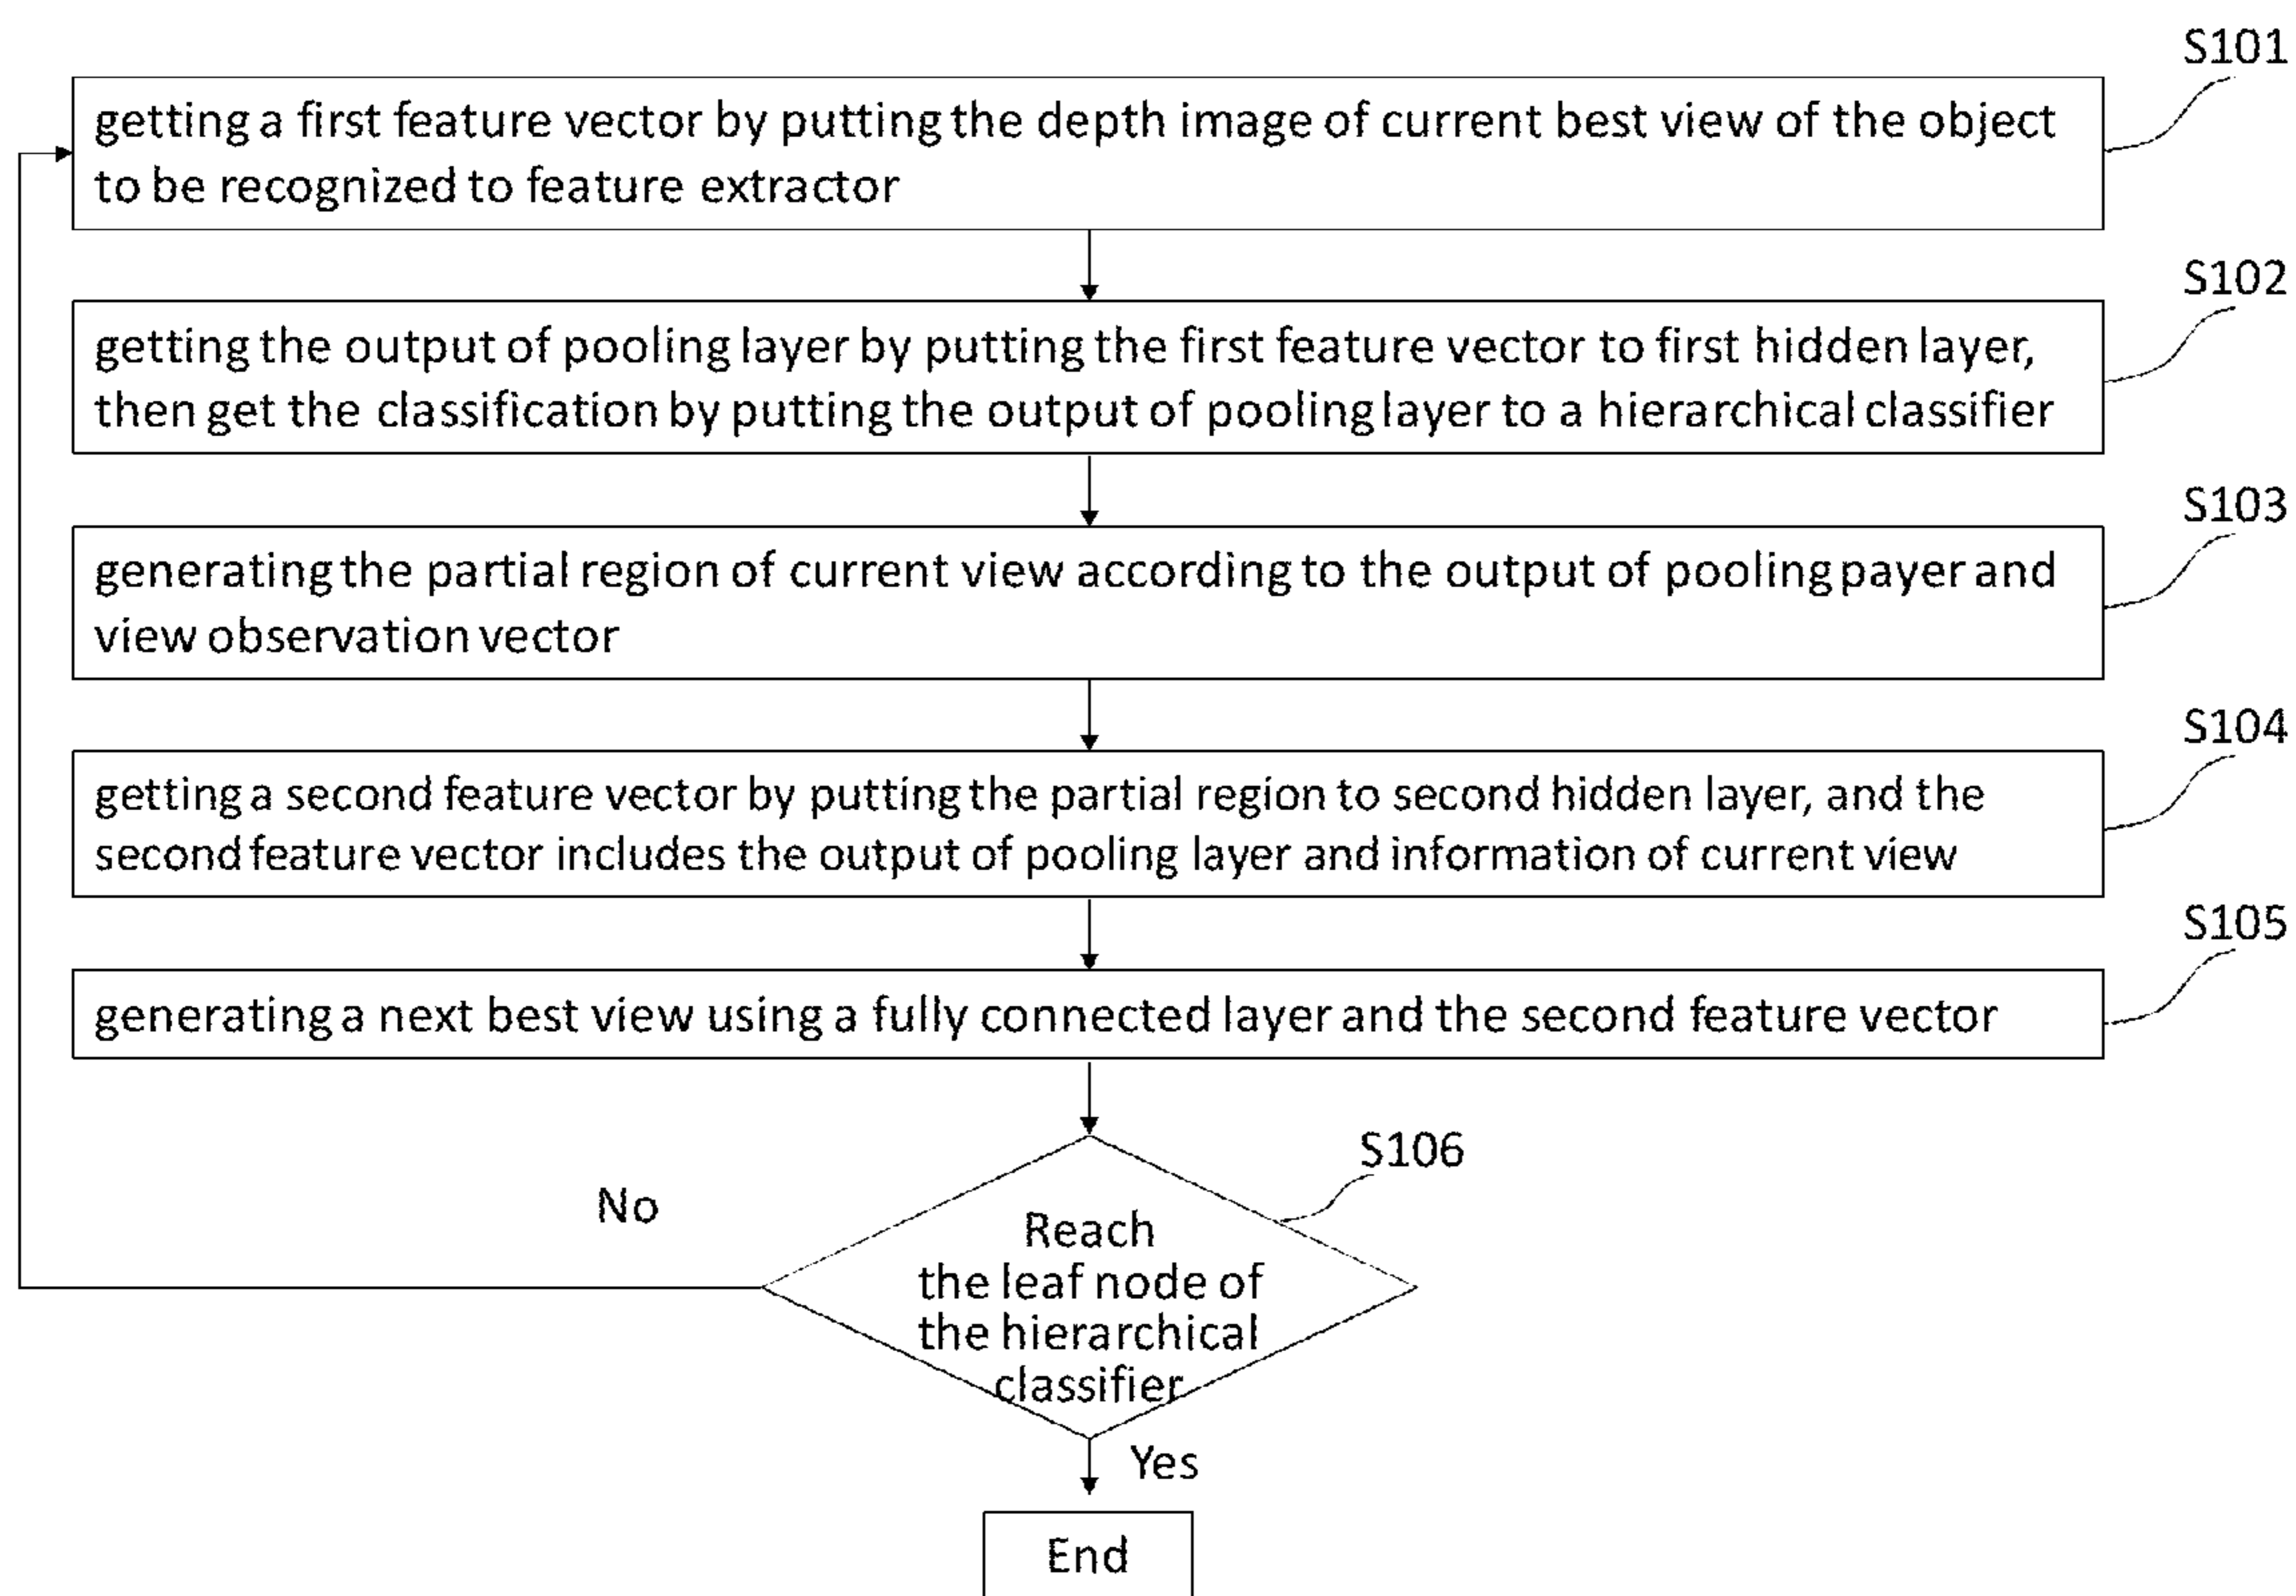 S101
getting a first feature vector by putting the depth image of current best view of the object
to be recognized to feature extractor
S102
getting the output of pooling layer by putting the first feature vector to first hidden layer,
then get the classification by putting the output of pooling layer to a hierarchical classifier
S103
generating the partial region of current view according to the output of pooling payer and
view observation vector
S104
getting a second feature vector by putting the partial region to second hidden layer, and the
second feature vector includes the output of pooling layer and information of current view
S105
generating a next best view using a fully connected layer and the second feature vector
S106
No
Reach
the leaf node of
the hierarchical
classifier
Yes
End